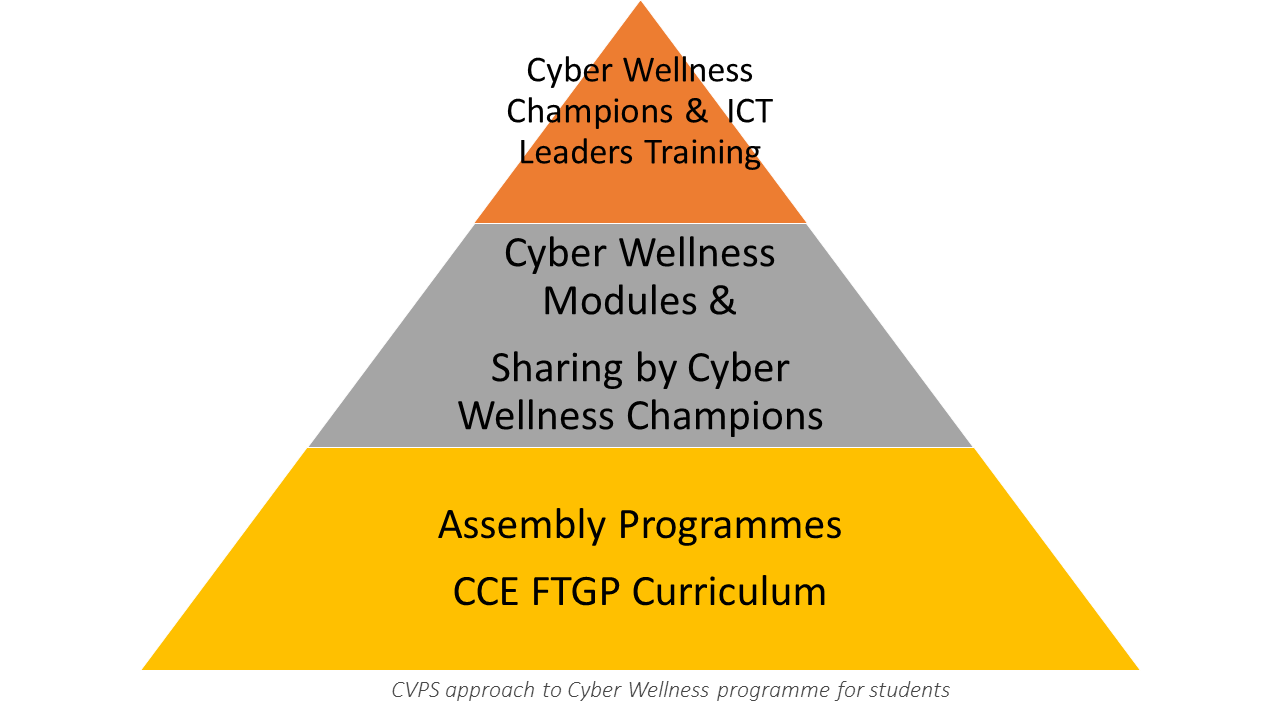 Cyber Wellness
Champions &  ICT
Leaders Training
Cyber Wellness
Modules &
Sharing by Cyber
Wellness Champions
Assembly Programmes
CCE FTGP Curriculum
CVPS approach to Cyber Wellness programme for students